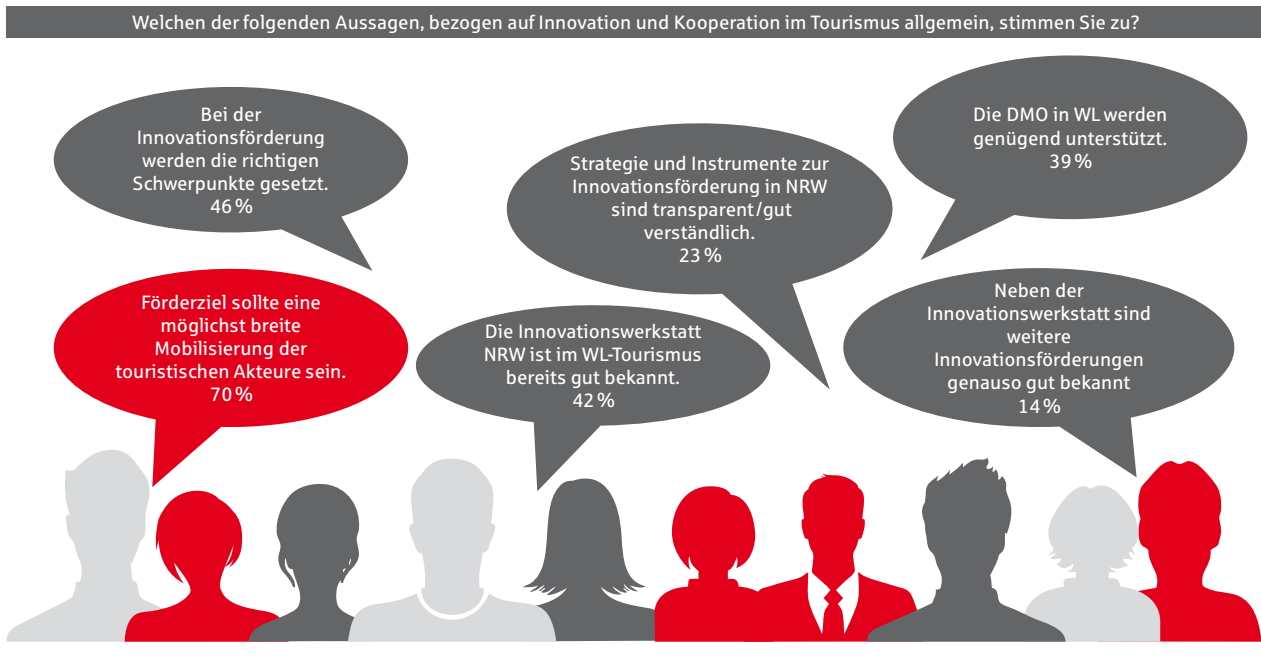 Welchen der folgenden Aussagen, bezogen auf Innovation und Kooperation im Tourismus allgemein, stimmen Sie zu?
Bei der
Innovationsförderung
werden die richtigen
Schwerpunkte gesetzt.
46 %
Strategie und Instrumente zur
Innovationsförderung in NRW
sind transparent/gut
verständlich.
23 %
Die DMO in WL werden
genügend unterstützt.
39 %
Förderziel sollte eine
möglichst breite
Mobilisierung der
touristischen Akteure sein.
70 %
Die Innovationswerkstatt
NRW ist im WL-Tourismus
bereits gut bekannt.
42 %
Neben der
Innovationswerkstatt sind
weitere
Innovationsförderungen
genauso gut bekannt
14 %